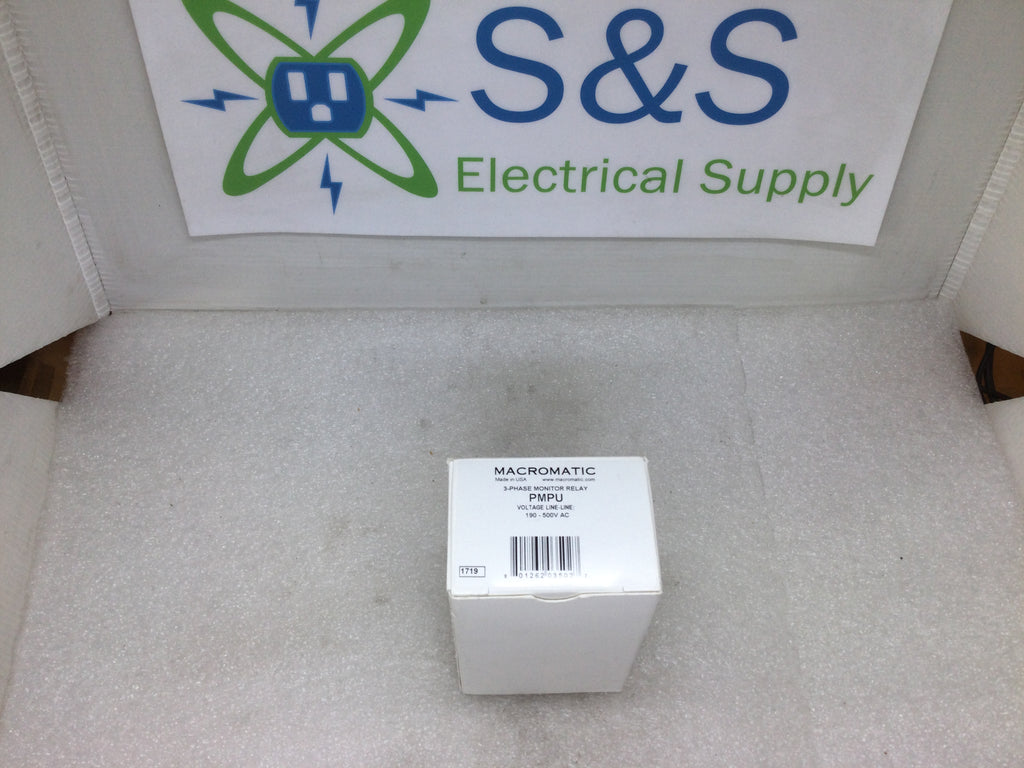 S&S
Electrical Supply
MACROMATIC
Made in USA www.macromatic.com
3-PHASE MONITOR RELAY
PMPU
VOLTAGE LINE-LINE:
190 - 500V AC
1719